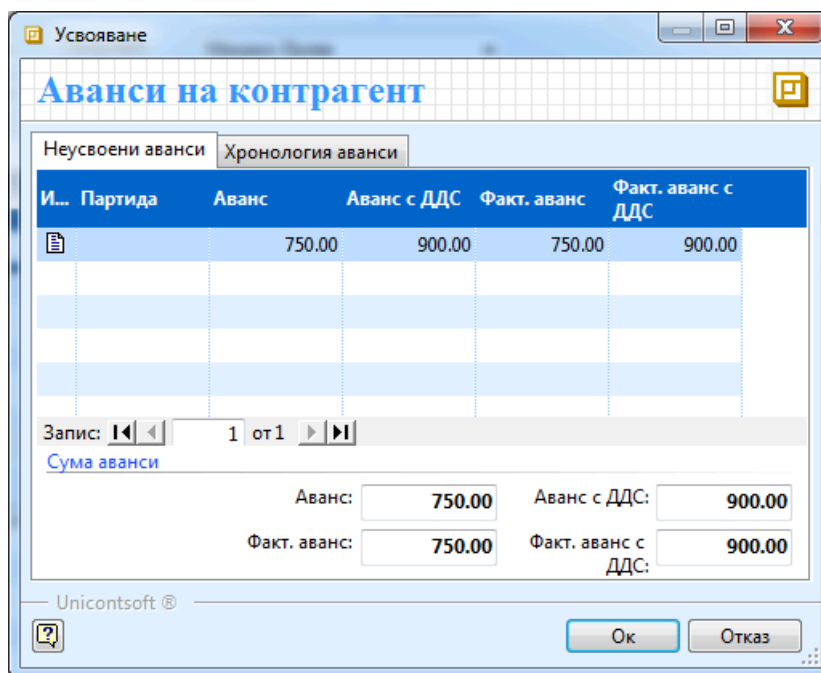 Усвояване
Аванси на контрагент
Неусвоени аванси Хронология аванси
И... Партида Аванс Аванс с ДДС Факт. аванс Факт. аванс с ДДС
750.00 900.00 750.00 900.00
Запис: 1 от 1
Сума аванси
Аванс: 750.00 Аванс с ДДС: 900.00
Факт. аванс: 750.00 Факт. аванс с ДДС: 900.00
Unicontsoft ®
Ок Отказ